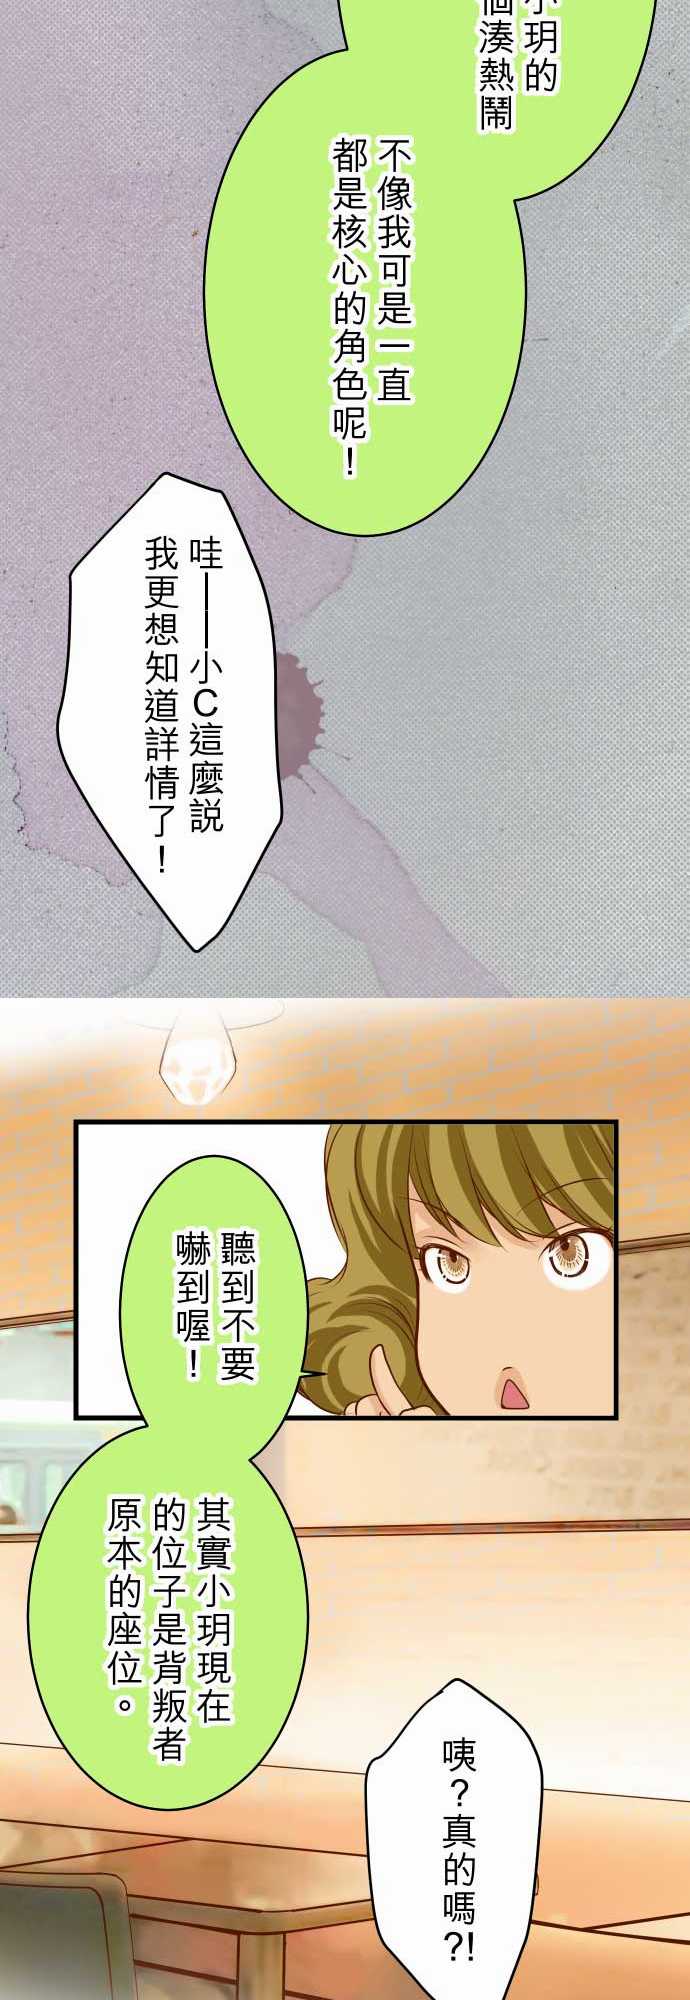 小玥的
個湊熱鬧
不像我可是一直
都是核心的角色呢！
哇——小C這麼説
我更想知道詳情了！
聽到不要
嚇到喔！
其實小玥現在
的位子是背叛者
原本的座位。
咦？真的嗎?!